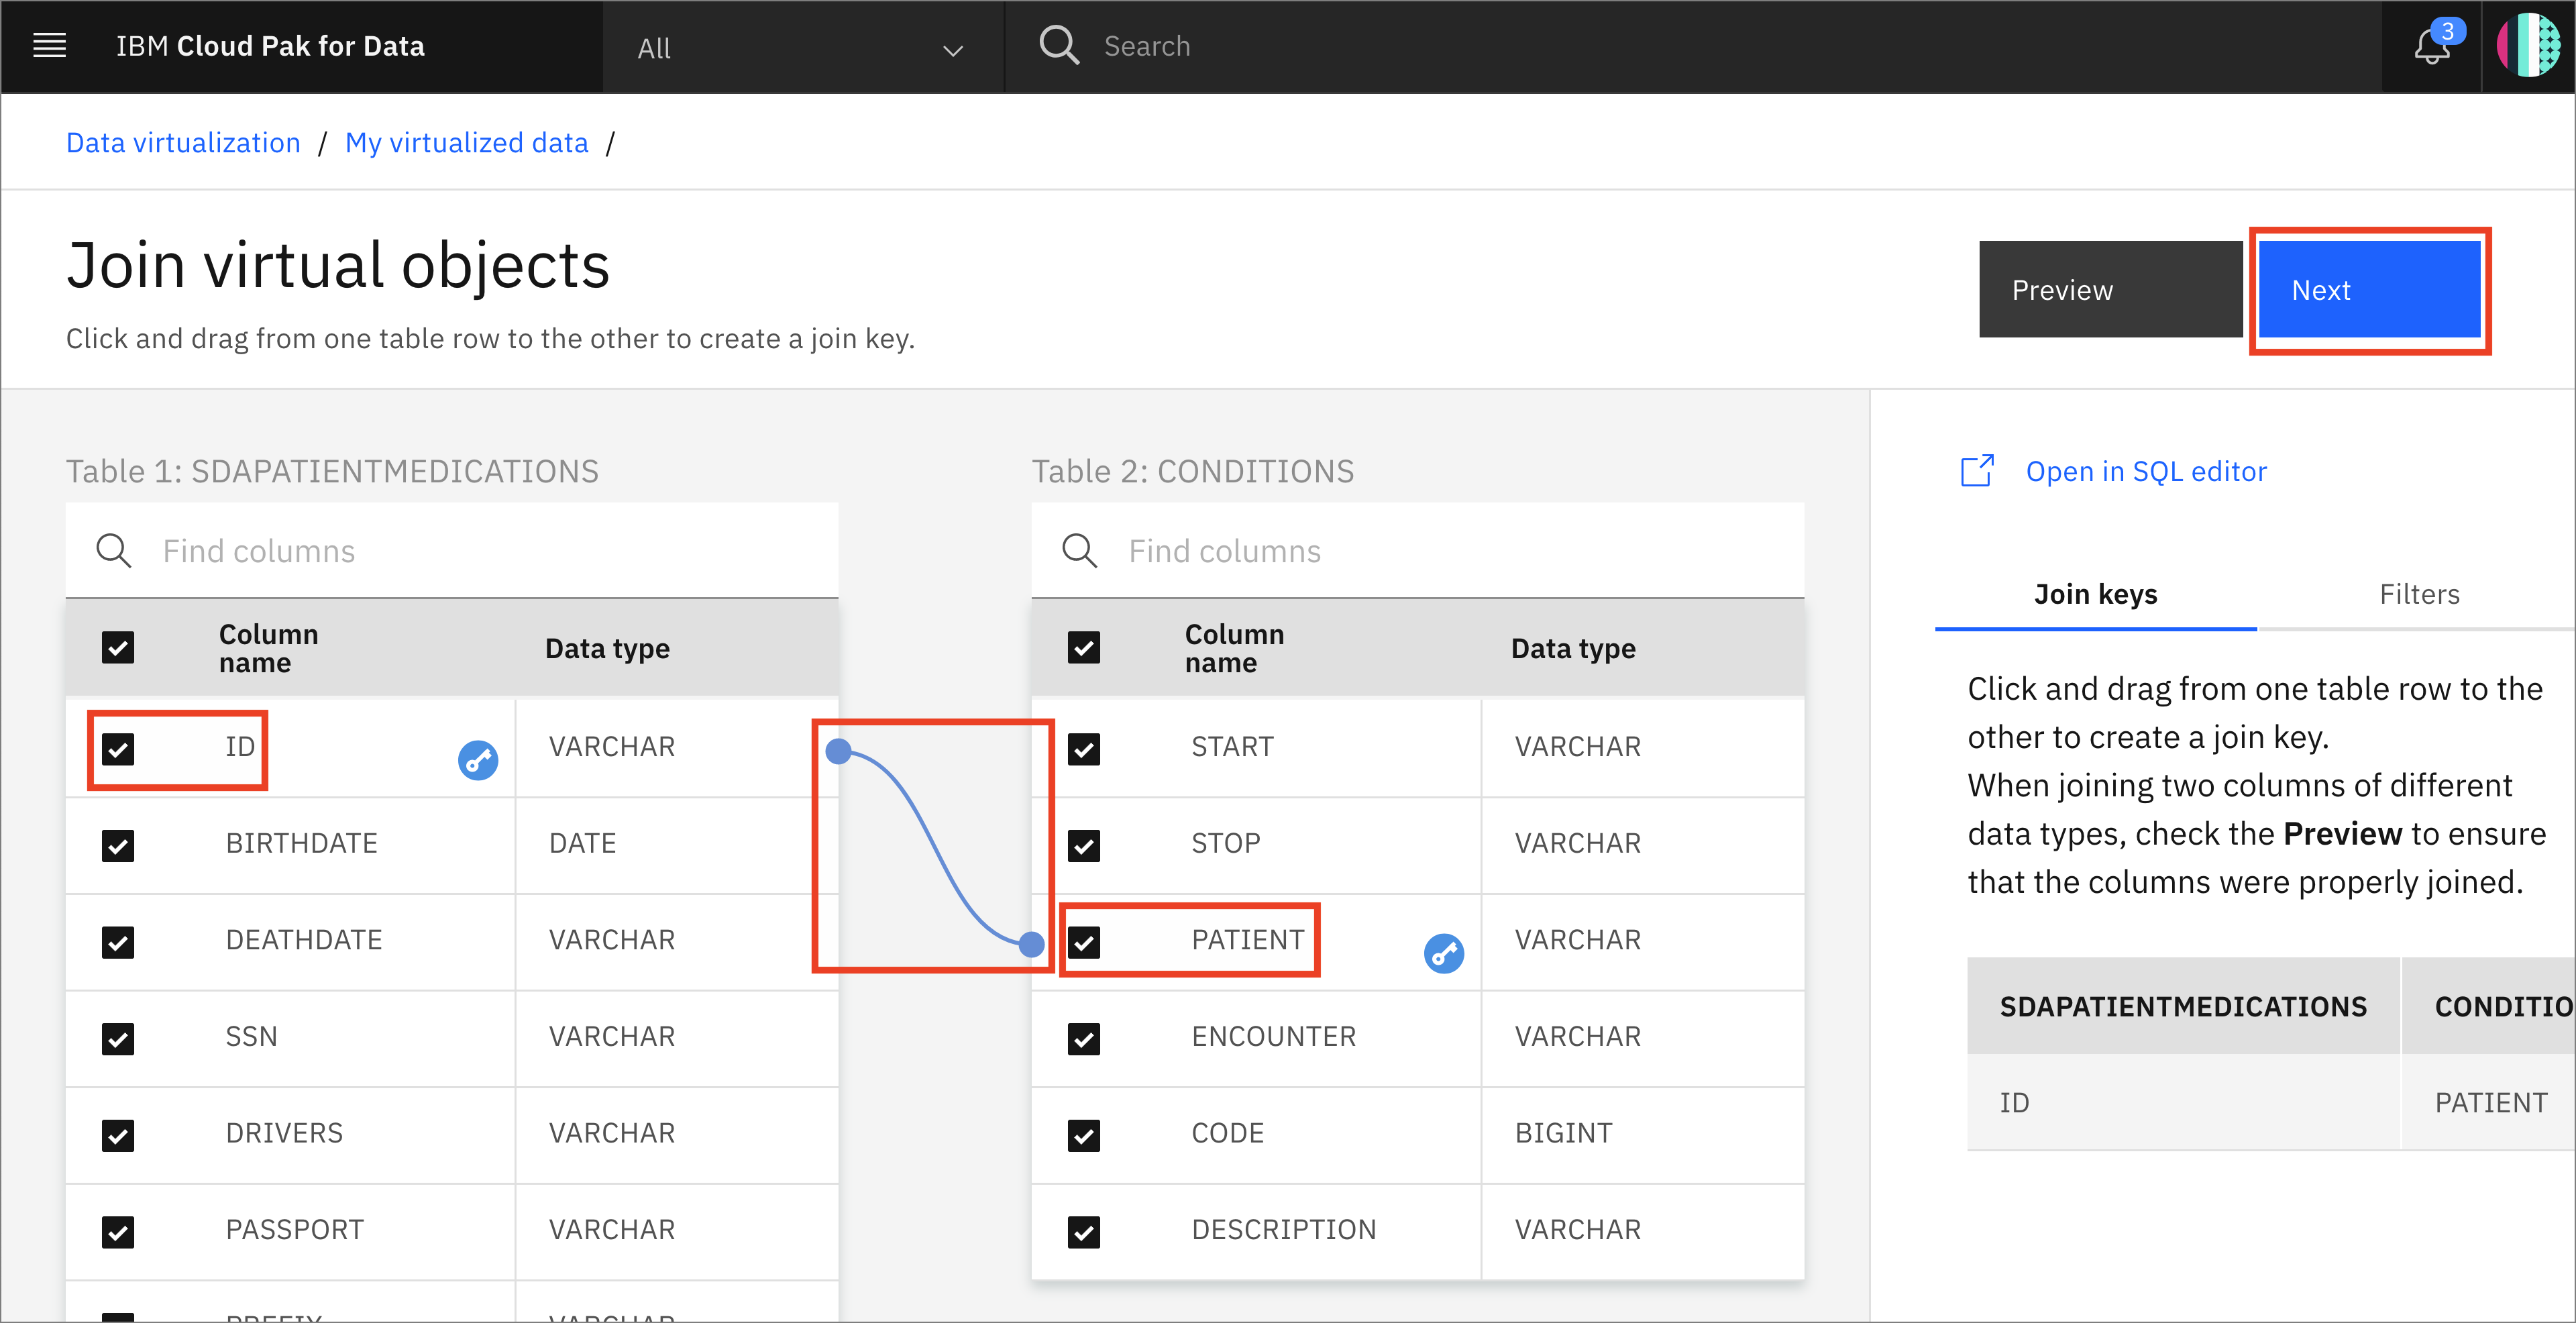 IBM Cloud Pak for Data
All
Search
3
Data virtualization / My virtualized data /
Join virtual objects
Click and drag from one table row to the other to create a join key.
Preview
Next
Table 1: SDAPATIENTMEDICATIONS
Find columns
Column name
Data type
ID VARCHAR
BIRTHDATE DATE
DEATHDATE VARCHAR
SSN VARCHAR
DRIVERS VARCHAR
PASSPORT VARCHAR
PREFIX VARCHAR
Table 2: CONDITIONS
Find columns
Column name
Data type
START VARCHAR
STOP VARCHAR
PATIENT VARCHAR
ENCOUNTER VARCHAR
CODE BIGINT
DESCRIPTION VARCHAR
Open in SQL editor
Join keys
Filters
Click and drag from one table row to the
other to create a join key.
When joining two columns of different
data types, check the Preview to ensure
that the columns were properly joined.
SDAPATIENTMEDICATIONS CONDITIO
ID PATIENT